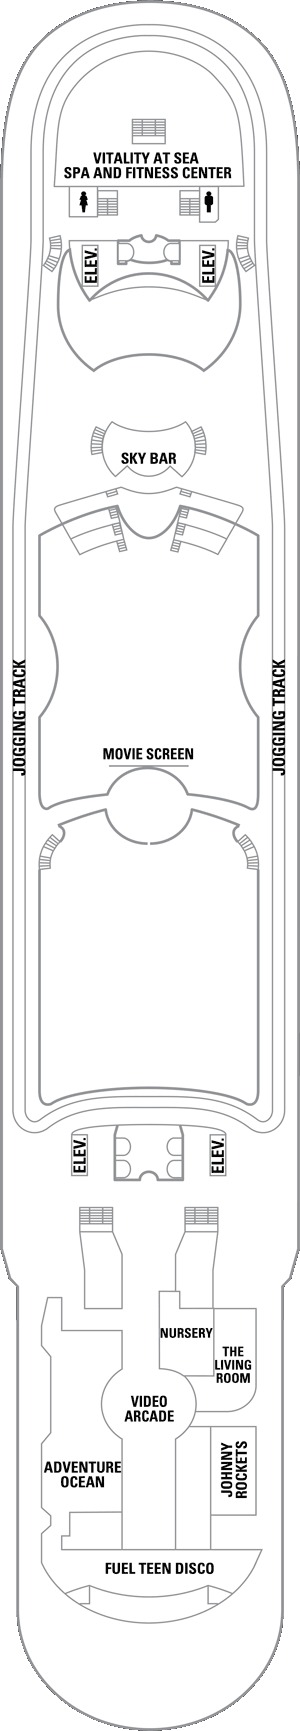 VITALITY AT SEA
SPA AND FITNESS CENTER
ELEV.
ELEV.
SKY BAR
JOGGING TRACK
JOGGING TRACK
MOVIE SCREEN
ELEV.
ELEV.
NURSERY
THE
LIVING
ROOM
VIDEO
ARCADE
ADVENTURE
OCEAN
JOHNNY
ROCKETS
FUEL TEEN DISCO